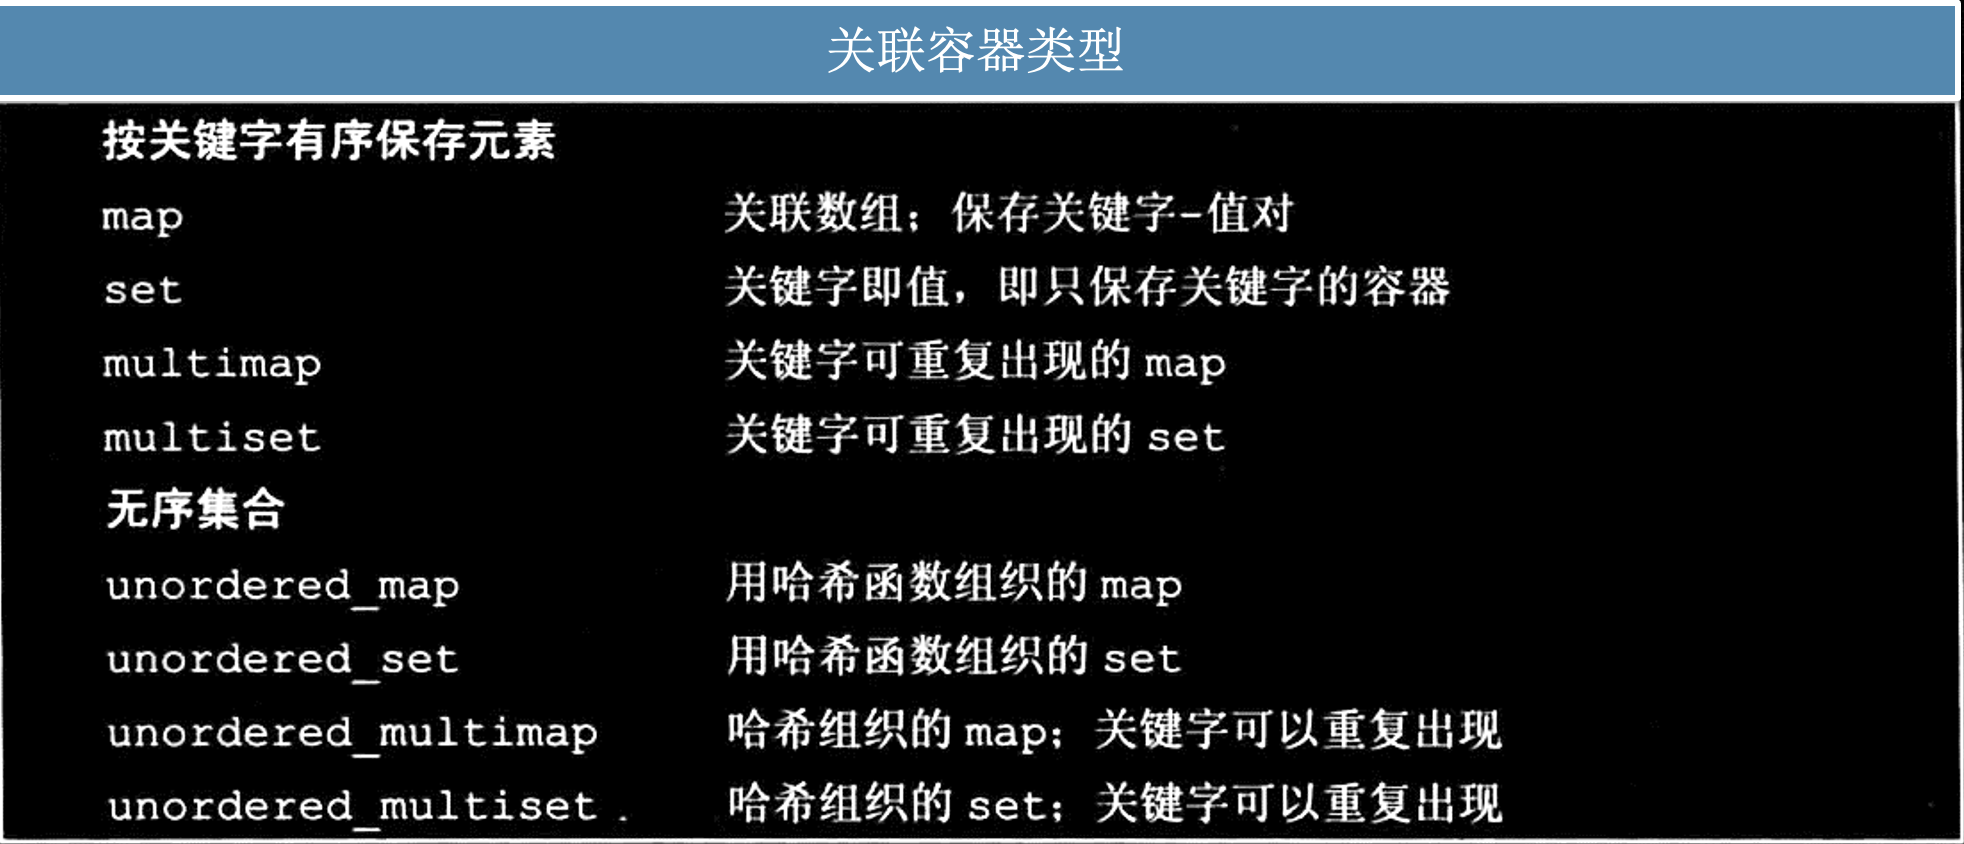 关联容器类型
按关键字有序保存元素
map 关联数组；保存关键字-值对
set 关键字即值，即只保存关键字的容器
multimap 关键字可重复出现的 map
multiset 关键字可重复出现的 set
无序集合
unordered_map 用哈希函数组织的 map
unordered_set 用哈希函数组织的 set
unordered_multimap 哈希组织的 map；关键字可以重复出现
unordered_multiset 哈希组织的 set；关键字可以重复出现